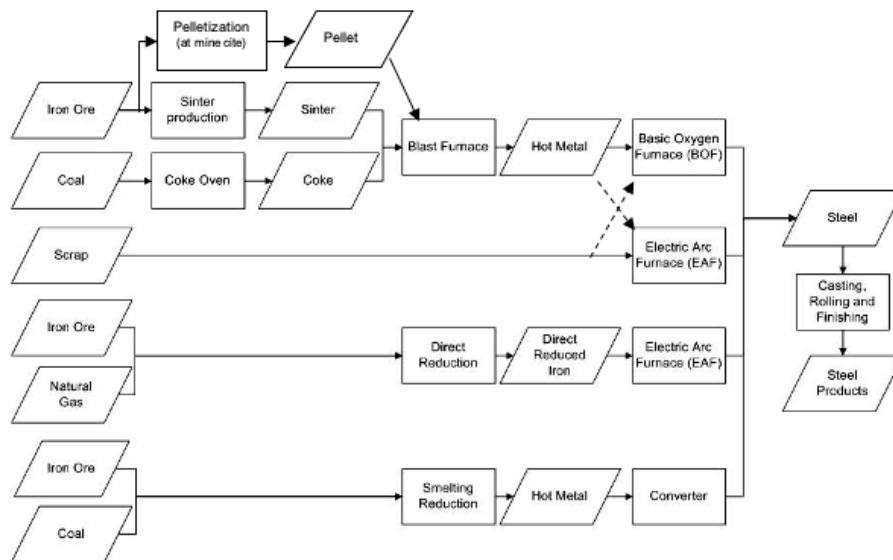 Pelletization
(at mine cite)
Pellet
Iron Ore
Sinter
production
Sinter
Blast Furnace
Hot Metal
Basic Oxygen
Furnace (BOF)
Coal
Coke Oven
Coke
Steel
Scrap
Electric Arc
Furnace (EAF)
Casting,
Rolling and
Finishing
Iron Ore
Direct
Reduction
Direct
Reduced
Iron
Electric Arc
Furnace (EAF)
Natural
Gas
Steel
Products
Iron Ore
Smelting
Reduction
Hot Metal
Converter
Coal